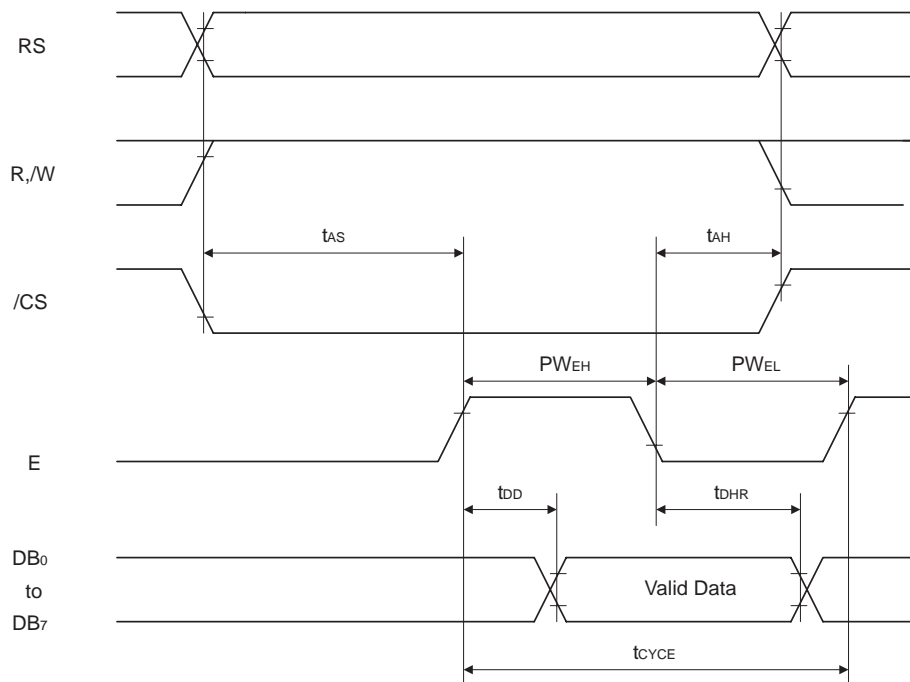 RS
R,/W
tAS
tAH
/CS
PWEH
PWEL
E
tDD
tDHR
DB0
to
DB7
Valid Data
tCYCE